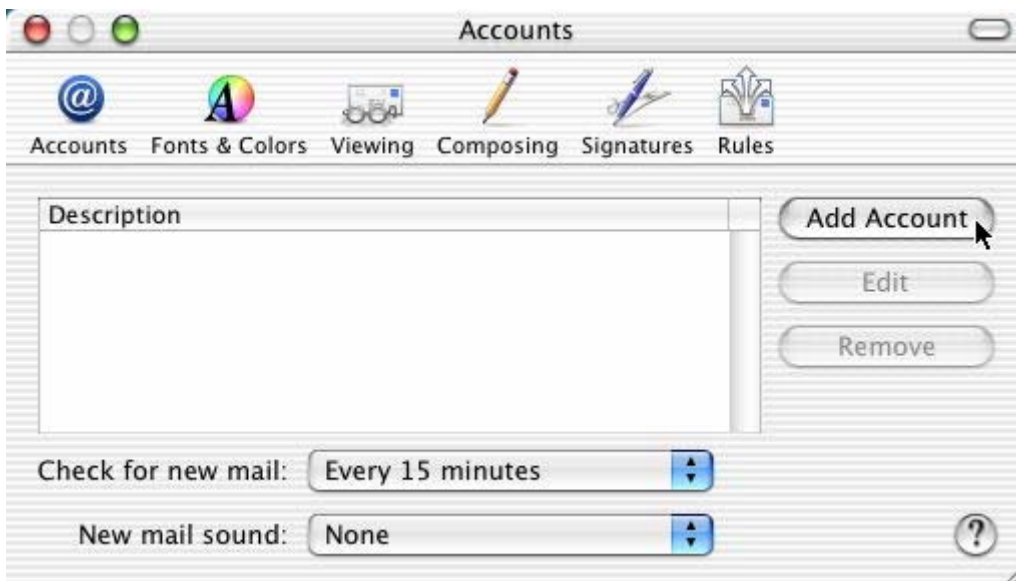 Accounts
Accounts Fonts & Colors Viewing Composing Signatures Rules
Description
Add Account
Edit
Remove
Check for new mail: Every 15 minutes
New mail sound: None
?